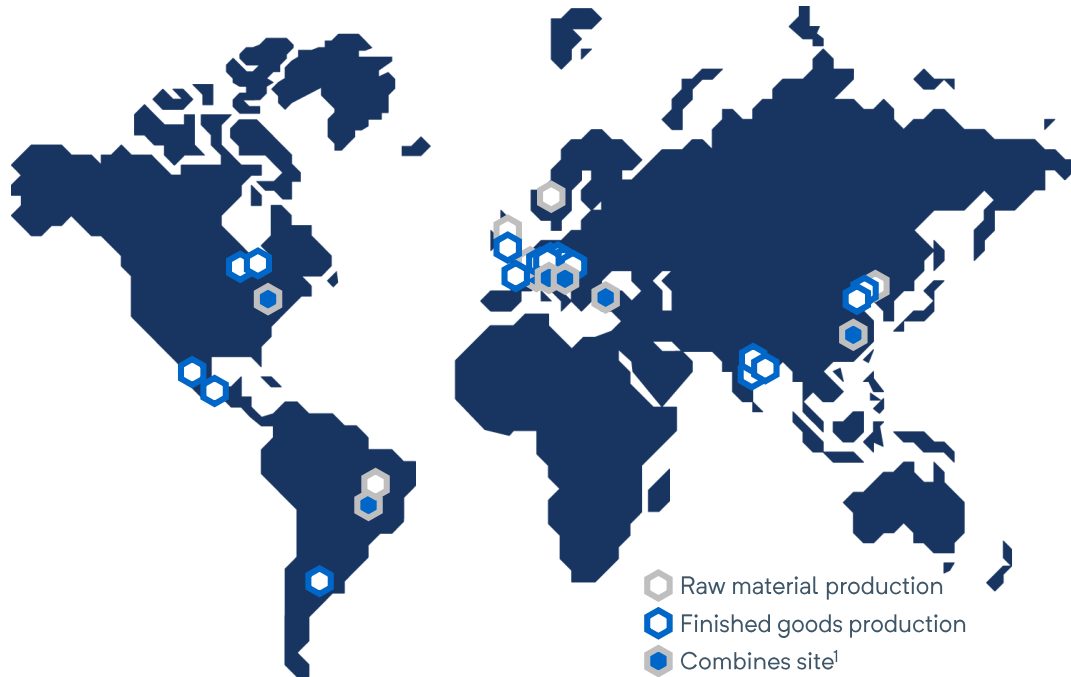 Raw material production
Finished goods production
Combines site¹